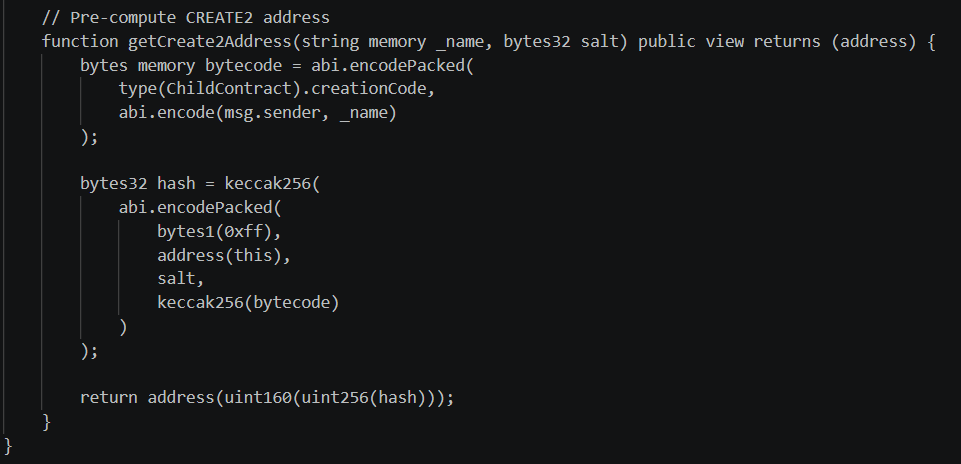 // Pre-compute CREATE2 address
function getCreate2Address(string memory _name, bytes32 salt) public view returns (address) {
bytes memory bytecode = abi.encodePacked(
type(ChildContract).creationCode,
abi.encode(msg.sender, _name)
);
bytes32 hash = keccak256(
abi.encodePacked(
bytes1(0xff),
address(this),
salt,
keccak256(bytecode)
)
);
return address(uint160(uint256(hash)));
}
}